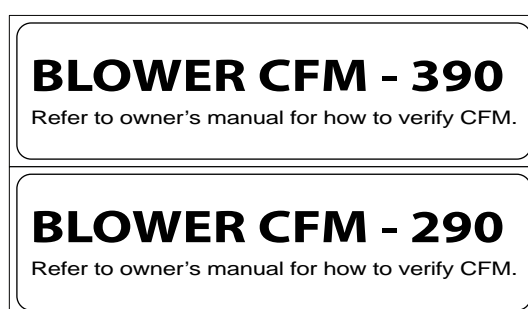 BLOWER CFM - 390
Refer to owner’s manual for how to verify CFM.
BLOWER CFM - 290
Refer to owner’s manual for how to verify CFM.